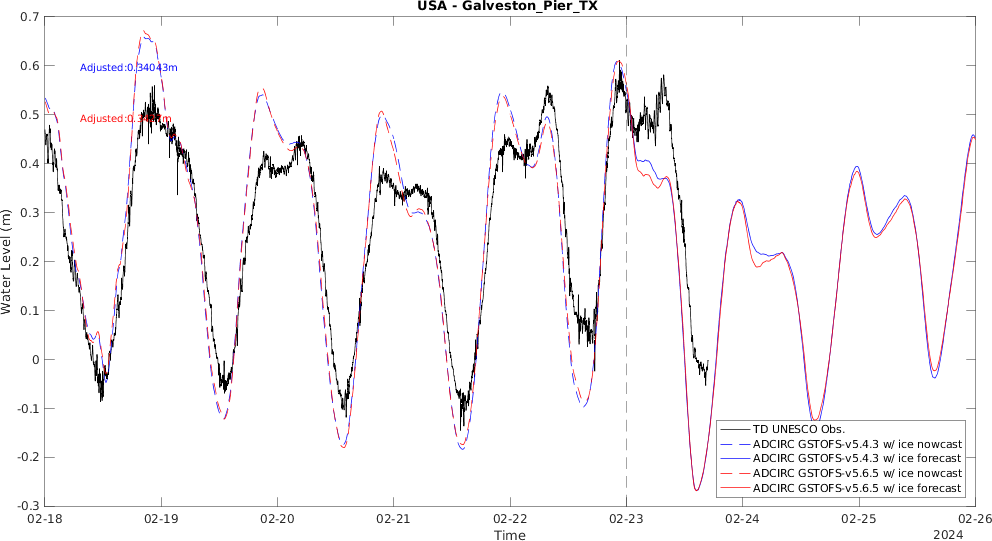 USA - Galveston_Pier_TX
0.7
0.6
0.5
0.4
0.3
0.2
0.1
0
-0.1
-0.2
-0.3
Water Level (m)
Adjusted:0.34043m
Adjusted:0.3
TD UNESCO Obs.
ADCIRC GSTOFS-v5.4.3 w/ ice nowcast
ADCIRC GSTOFS-v5.4.3 w/ ice forecast
ADCIRC GSTOFS-v5.6.5 w/ ice nowcast
ADCIRC GSTOFS-v5.6.5 w/ ice forecast
02-18 02-19 02-20 02-21 02-22 02-23 02-24 02-25 02-26
Time
2024